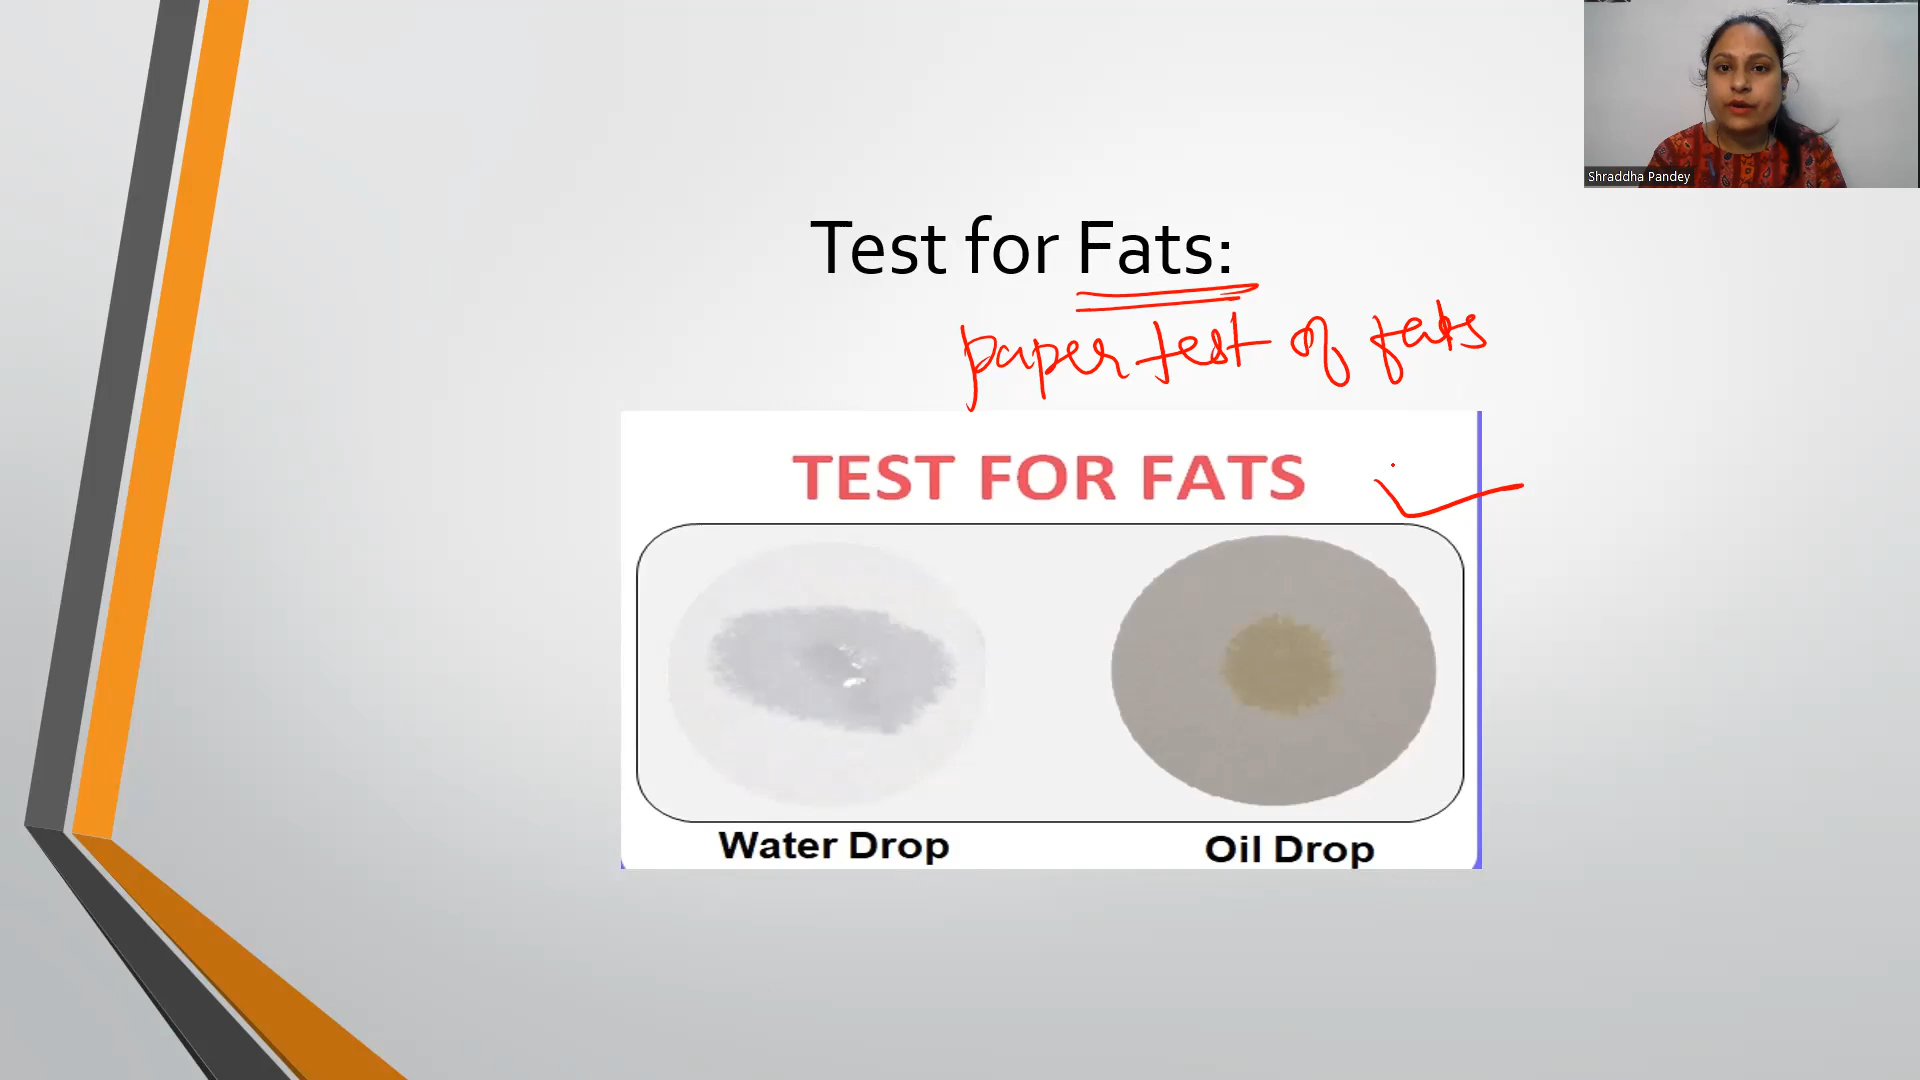 Shraddha Pandey
Test for Fats:
paper test of fats
TEST FOR FATS
Water Drop
Oil Drop